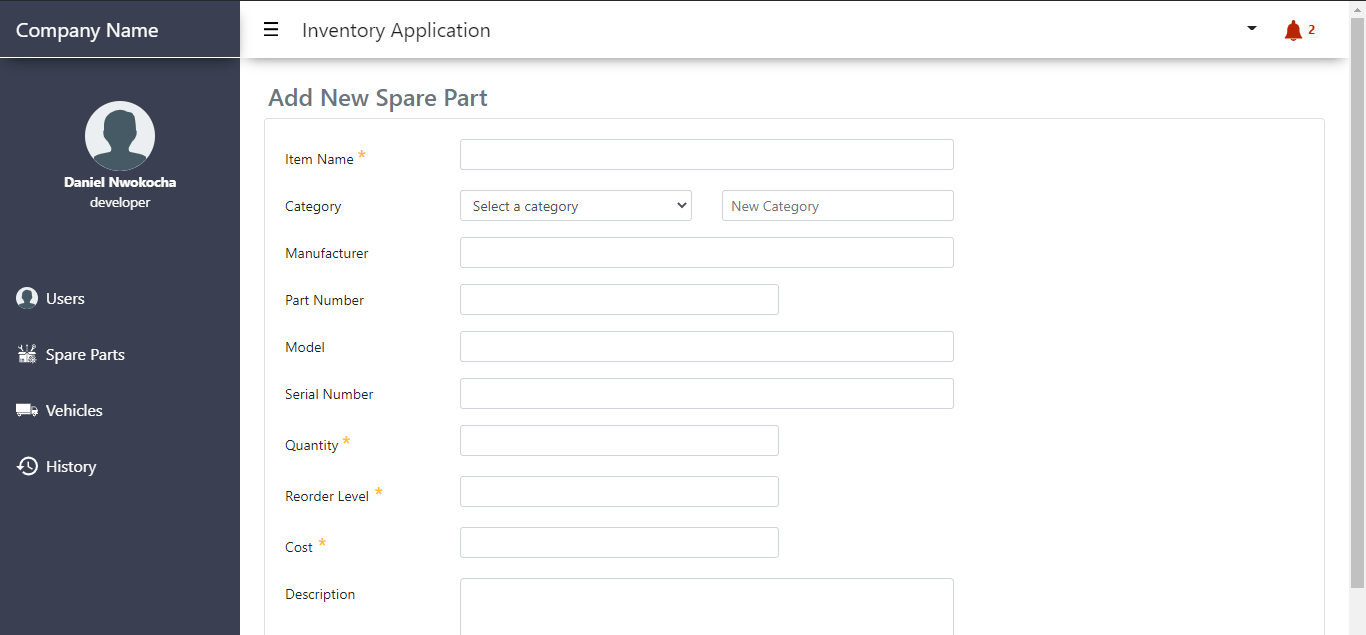 Company Name
☰ Inventory Application
2
Daniel Nwokocha
developer
Users
Spare Parts
Vehicles
History
Add New Spare Part
Item Name *
Category Select a category New Category
Manufacturer
Part Number
Model
Serial Number
Quantity *
Reorder Level *
Cost *
Description